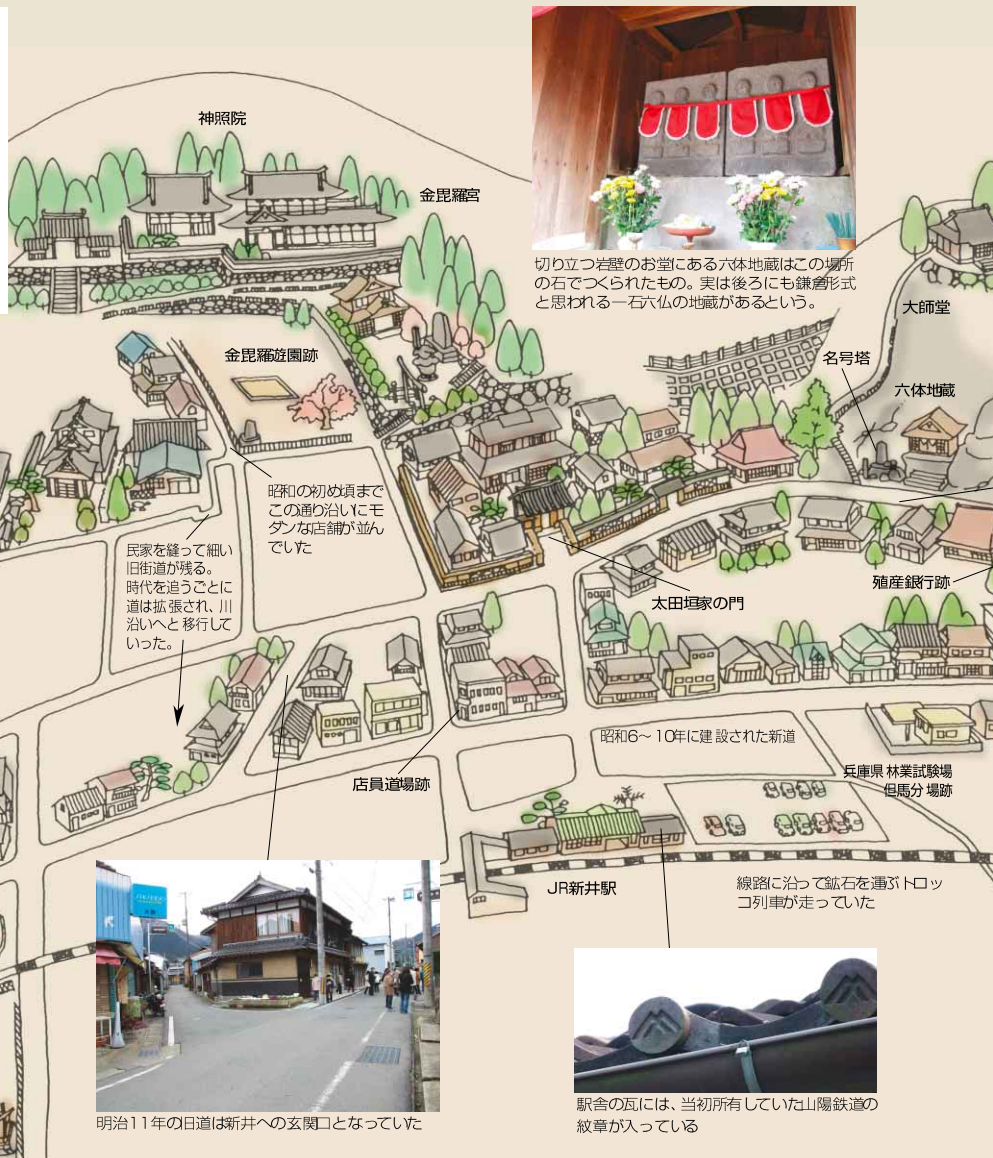 神照院
金毘羅宮
切り立つ岩壁のお堂にある六体地蔵はこの場所
の石でつくられたもの。実は後ろにも鎌倉形式
と思われる一石六仏の地蔵があるという。
大師堂
名号塔
六体地蔵
金毘羅遊園跡
昭和の初め頃まで
この通り沿いにモ
ダンな店舗が並ん
でいた
民家を縫って細い
旧街道が残る。
時代を追うごとに
道は拡張され、川
沿いへと移行して
いった。
太田垣家の門
殖産銀行跡
昭和6~10年に建設された新道
店員道場跡
兵庫県林業試験場
但馬分場跡
JR新井駅
線路に沿って鉱石を運ぶトロッ
コ列車が走っていた
明治11年の旧道は新井への玄関口となっていた
駅舎の瓦には、当初所有していた山陽鉄道の
紋章が入っている